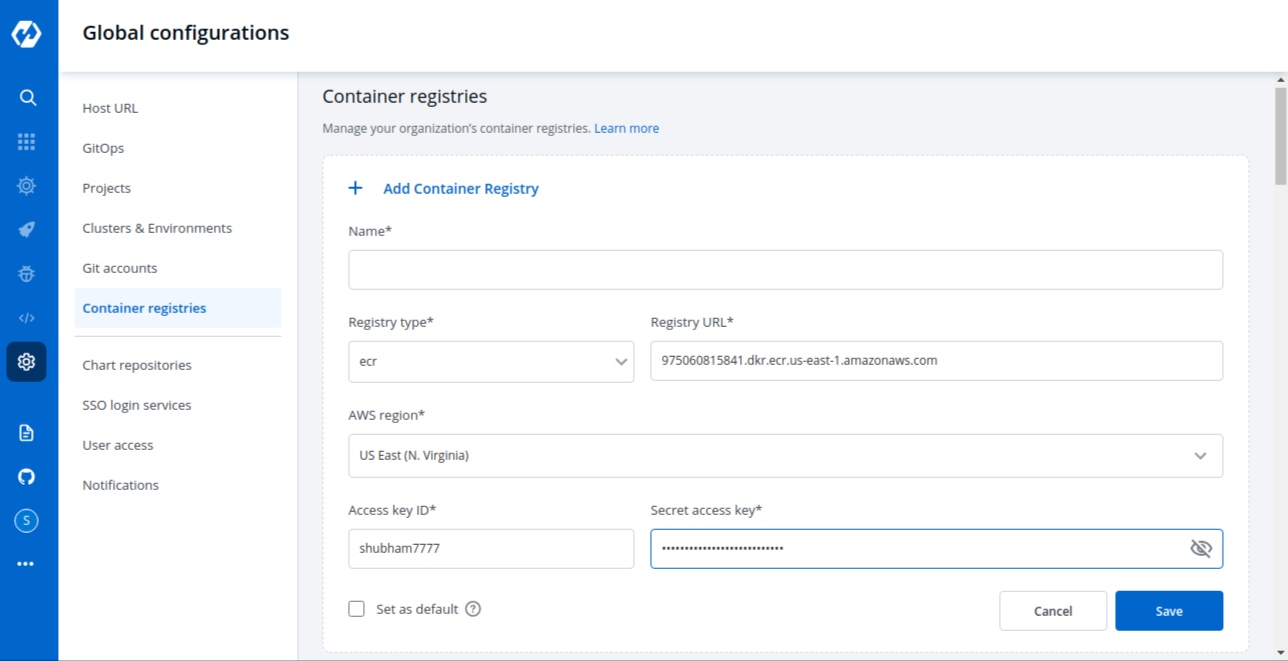 Global configurations
Host URL
GitOps
Projects
Clusters & Environments
Git accounts
Container registries
Chart repositories
SSO login services
User access
Notifications
S
Container registries
Manage your organization's container registries. Learn more
+ Add Container Registry
Name*
Registry type* Registry URL*
ecr 975060815841.dkr.ecr.us-east-1.amazonaws.com
AWS region*
US East (N. Virginia)
Access key ID* Secret access key*
shubham7777 ••••••••••••••••••••••••••
Set as default ?
Cancel Save